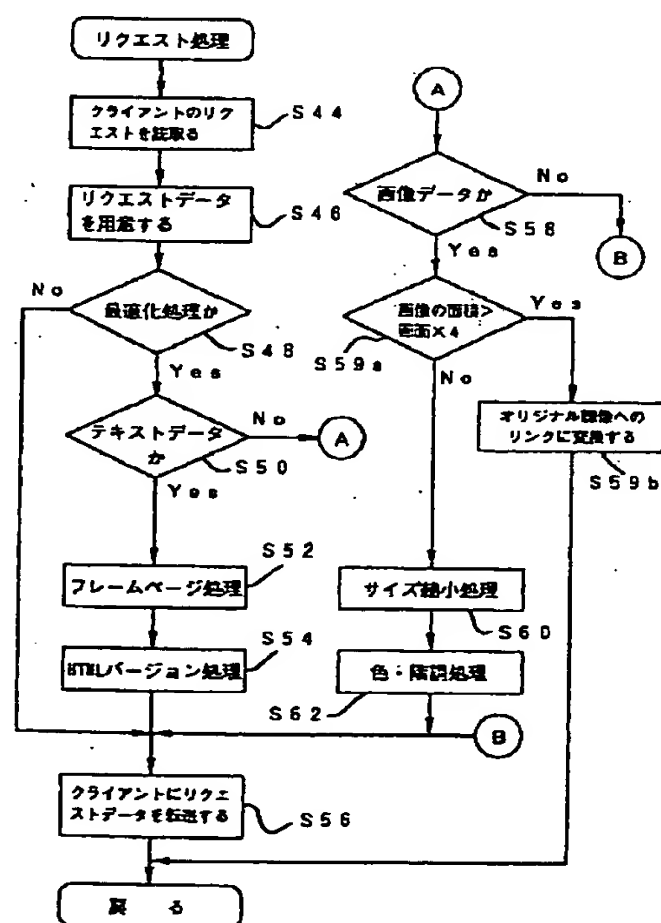 リクエスト処理
クライアントのリク
エストを読取る
S44
リクエストデータ
を用意する
S46
最適化処理か
No
S48
Yes
テキストデータ
か
No
A
S50
Yes
フレームページ処理
S52
HTMLバージョン処理
S54
クライアントにリクエ
ストデータを転送する
S56
戻る
A
画像データか
No
S58
B
Yes
画像の面積>
画面×4
Yes
S59a
No
オリジナル画像への
リンクに変換する
S59b
サイズ縮小処理
S60
色・階調処理
S62
B